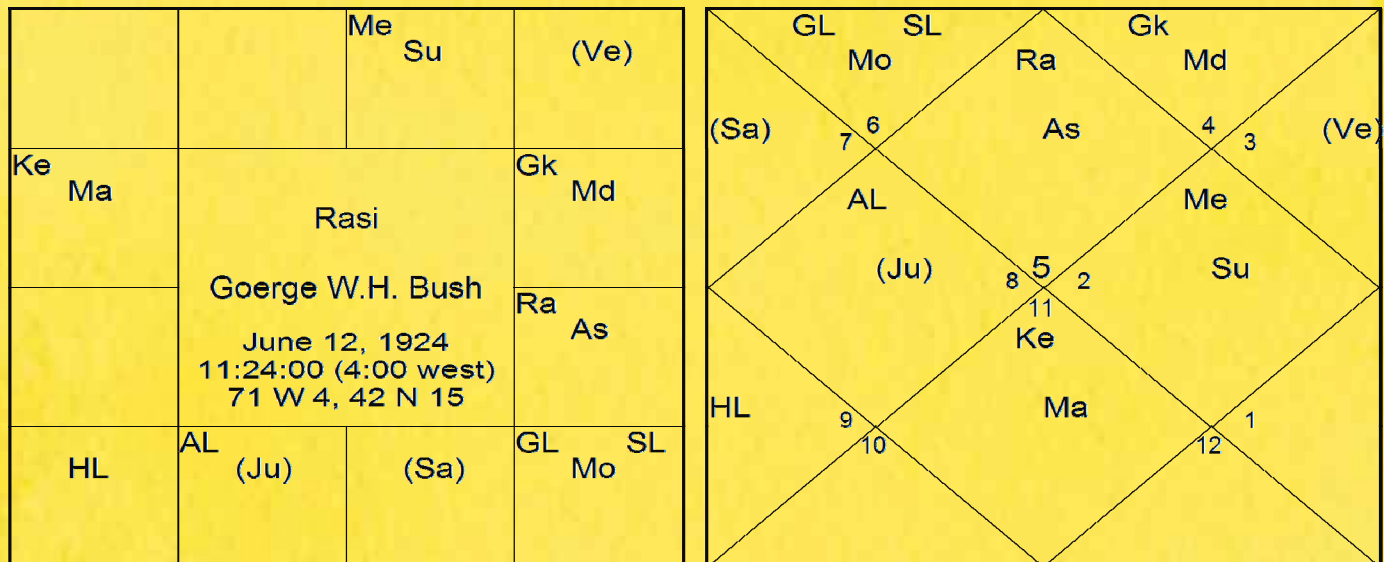 Me
Su
(Ve)
Ke
Ma
Gk
Md
Rasi
Goerge W.H. Bush
June 12, 1924
11:24:00 (4:00 west)
71 W 4, 42 N 15
Ra
As
HL
AL
(Ju)
(Sa)
GL SL
Mo
GL SL
Mo
Ra
As
Gk
Md
(Sa)
7 6
4 3
(Ve)
AL
(Ju)
Me
Su
8 5 2
11
Ke
Ma
HL
9
10
1
12